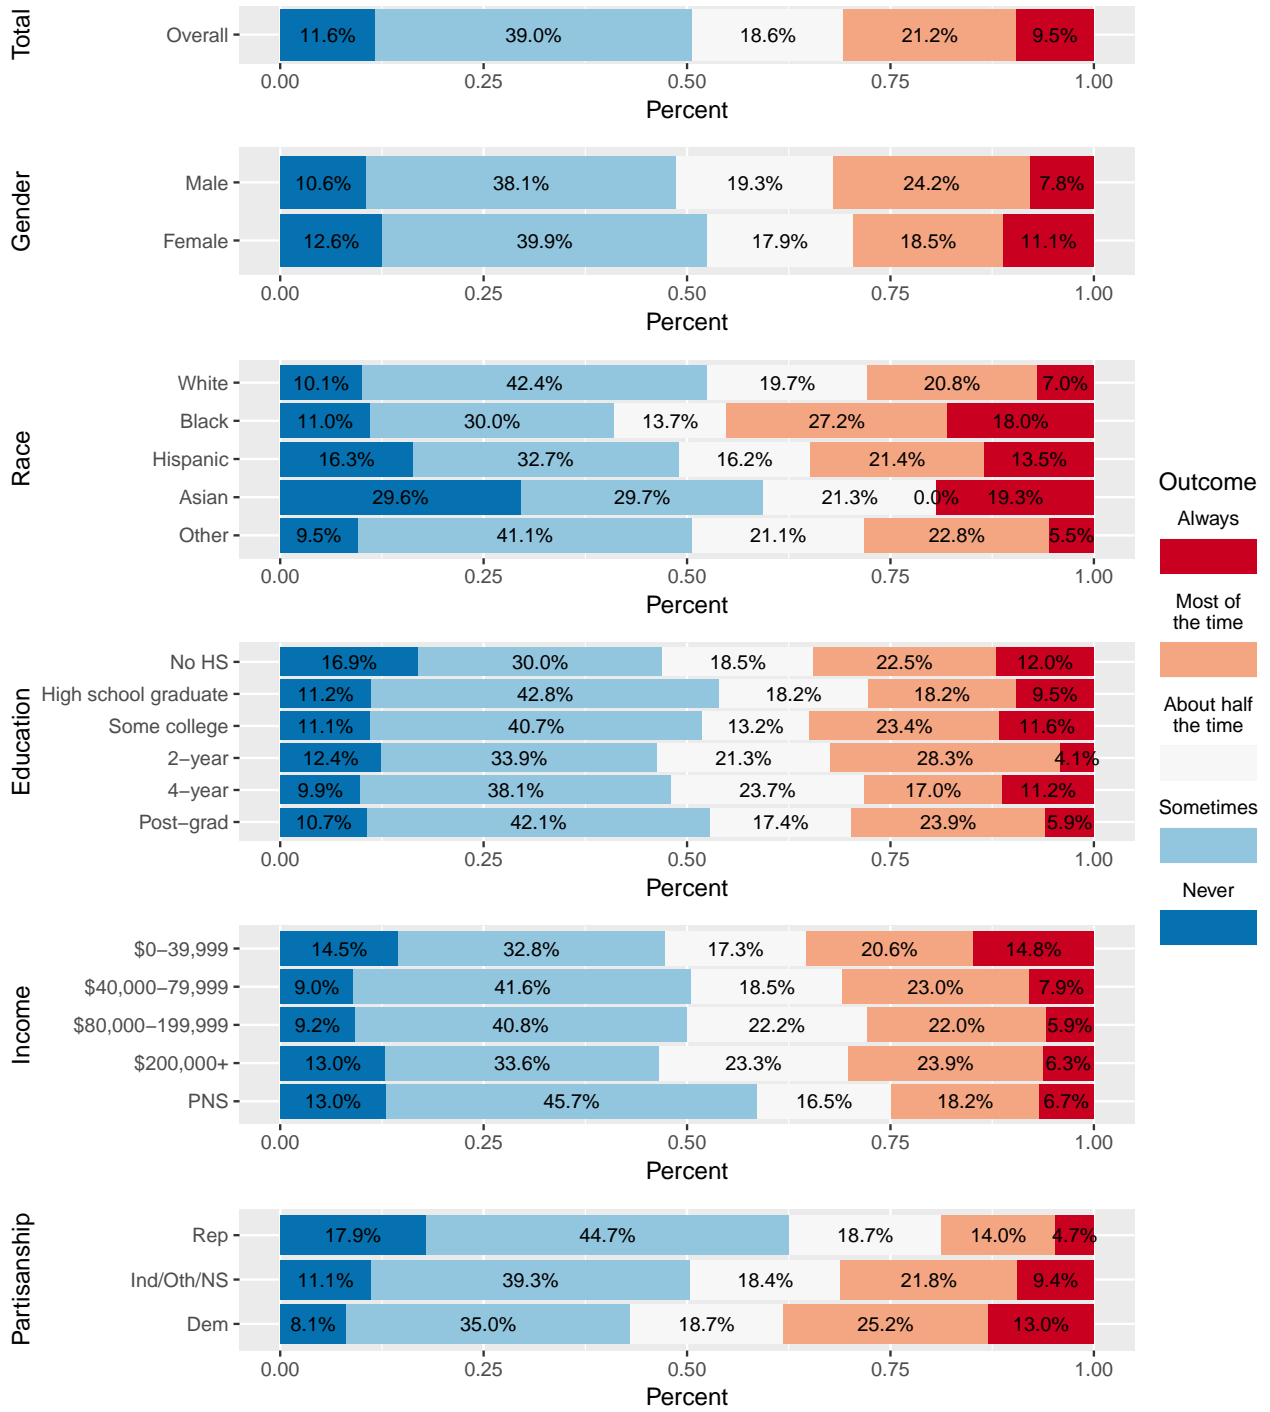 Total
Overall
11.6% 39.0% 18.6% 21.2% 9.5%
0.00 0.25 0.50 0.75 1.00
Percent
Gender
Male
10.6% 38.1% 19.3% 24.2% 7.8%
Female
12.6% 39.9% 17.9% 18.5% 11.1%
0.00 0.25 0.50 0.75 1.00
Percent
Race
White
10.1% 42.4% 19.7% 20.8% 7.0%
Black
11.0% 30.0% 13.7% 27.2% 18.0%
Hispanic
16.3% 32.7% 16.2% 21.4% 13.5%
Asian
29.6% 29.7% 21.3% 0.0% 19.3%
Other
9.5% 41.1% 21.1% 22.8% 5.5%
0.00 0.25 0.50 0.75 1.00
Percent
Education
No HS
16.9% 30.0% 18.5% 22.5% 12.0%
High school graduate
11.2% 42.8% 18.2% 18.2% 9.5%
Some college
11.1% 40.7% 13.2% 23.4% 11.6%
2−year
12.4% 33.9% 21.3% 28.3% 4.1%
4−year
9.9% 38.1% 23.7% 17.0% 11.2%
Post−grad
10.7% 42.1% 17.4% 23.9% 5.9%
0.00 0.25 0.50 0.75 1.00
Percent
Income
$0−39,999
14.5% 32.8% 17.3% 20.6% 14.8%
$40,000−79,999
9.0% 41.6% 18.5% 23.0% 7.9%
$80,000−199,999
9.2% 40.8% 22.2% 22.0% 5.9%
$200,000+
13.0% 33.6% 23.3% 23.9% 6.3%
PNS
13.0% 45.7% 16.5% 18.2% 6.7%
0.00 0.25 0.50 0.75 1.00
Percent
Partisanship
Rep
17.9% 44.7% 18.7% 14.0% 4.7%
Ind/Oth/NS
11.1% 39.3% 18.4% 21.8% 9.4%
Dem
8.1% 35.0% 18.7% 25.2% 13.0%
0.00 0.25 0.50 0.75 1.00
Percent
Outcome
Always
Most of
the time
About half
the time
Sometimes
Never